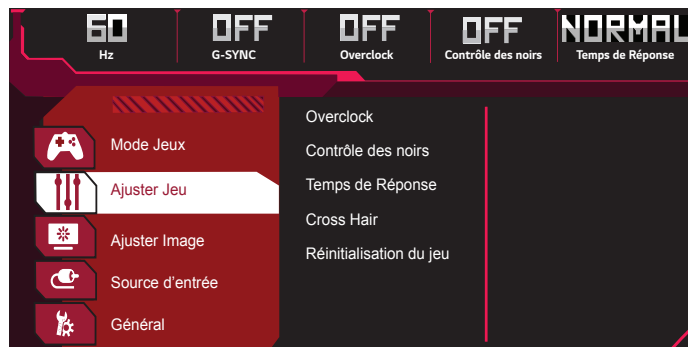 60 OFF OFF OFF NORMAL
Hz G-SYNC Overclock Contrôle des noirs Temps de Réponse
Mode Jeux
Ajuster Jeu
Ajuster Image
Source d'entrée
Général
Overclock
Contrôle des noirs
Temps de Réponse
Cross Hair
Réinitialisation du jeu